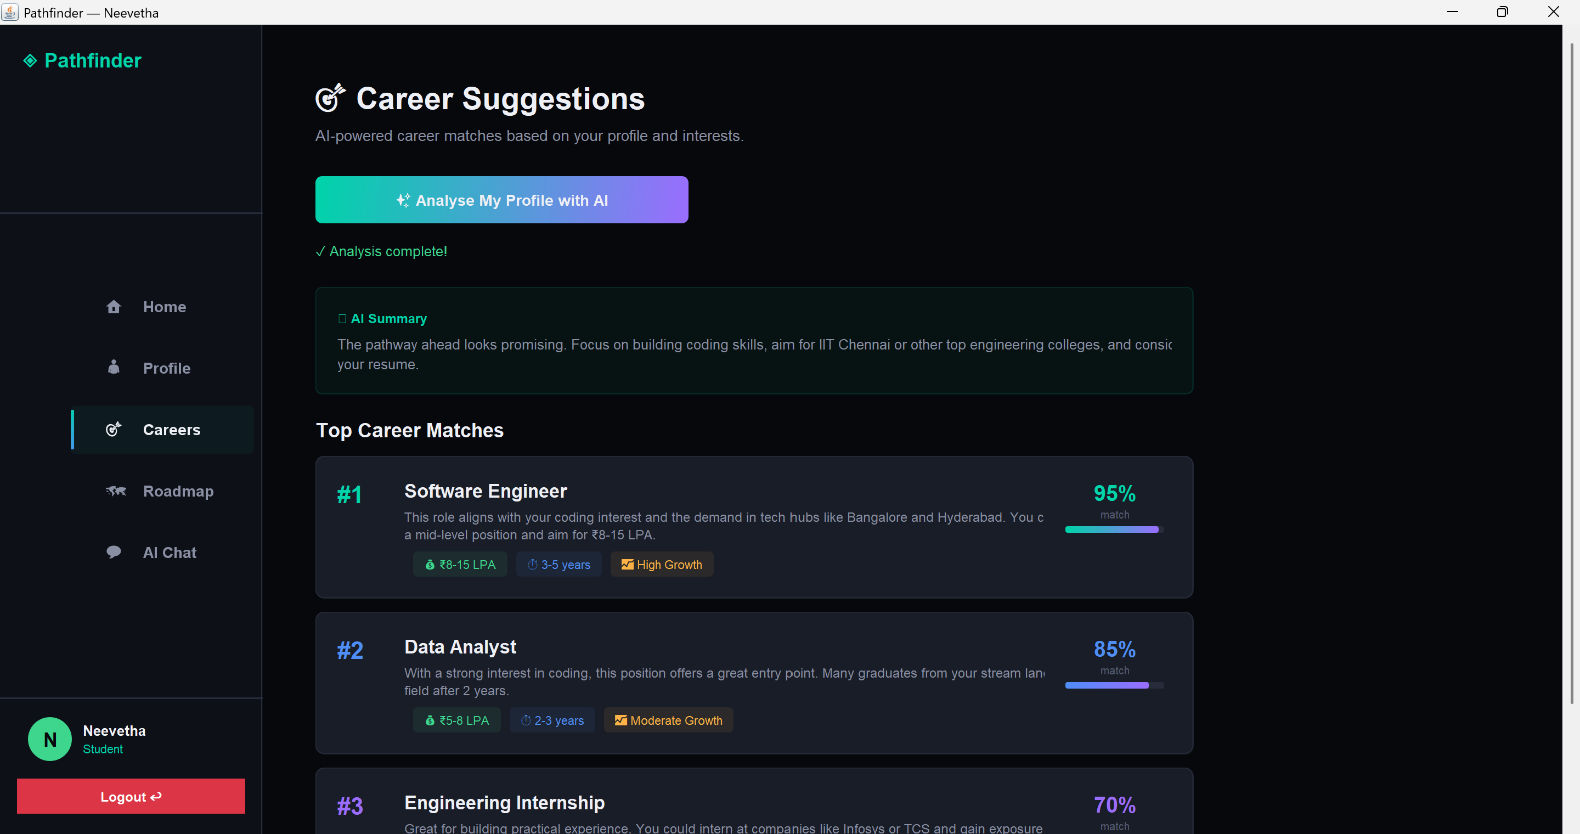 Pathfinder — Neevetha
Pathfinder
Career Suggestions
AI-powered career matches based on your profile and interests.
Analyse My Profile with AI
✓ Analysis complete!
AI Summary
The pathway ahead looks promising. Focus on building coding skills, aim for IIT Chennai or other top engineering colleges, and
your resume.
Home
Profile
Careers
Roadmap
AI Chat
Top Career Matches
#1
Software Engineer
This role aligns with your coding interest and the demand in tech hubs like Bangalore and Hyderabad. You c
a mid-level position and aim for ₹8-15 LPA.
₹8-15 LPA
3-5 years
High Growth
95%
match
#2
Data Analyst
With a strong interest in coding, this position offers a great entry point. Many graduates from your stream
field after 2 years.
₹5-8 LPA
2-3 years
Moderate Growth
85%
match
#3
Engineering Internship
Great for building practical experience. You could intern at companies like Infosys or TCS and gain exposure
70%
match
N
Neevetha
Student
Logout ↩